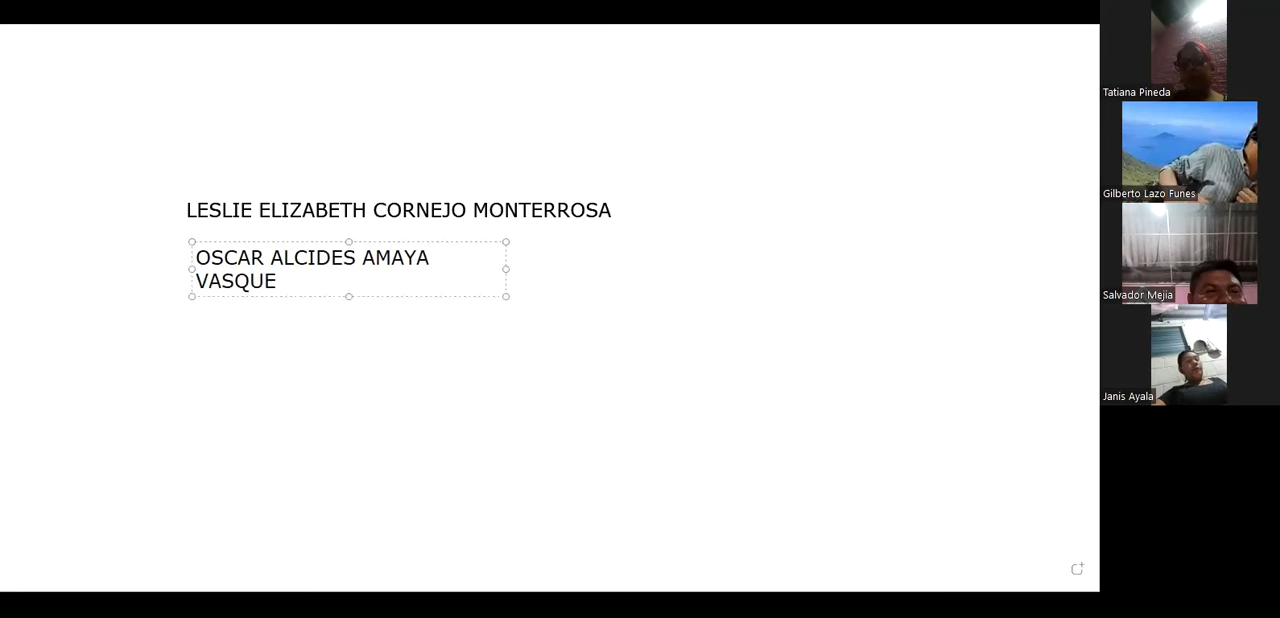 LESLIE ELIZABETH CORNEJO MONTERROSA
OSCAR ALCIDES AMAYA
VASQUE
Tatiana Pineda
Gilberto Lazo Funes
Salvador Mejia
Janis Ayala